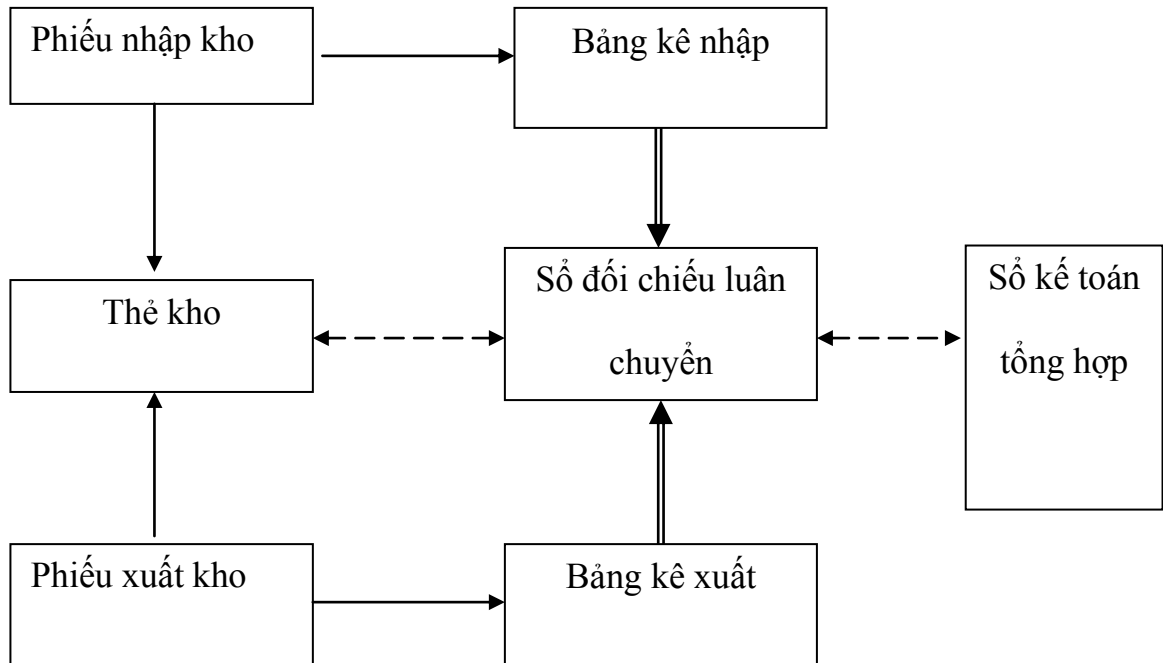 Phiếu nhập kho
Bảng kê nhập
Thẻ kho
Sổ đối chiếu luân
chuyển
Sổ kế toán
tổng hợp
Phiếu xuất kho
Bảng kê xuất